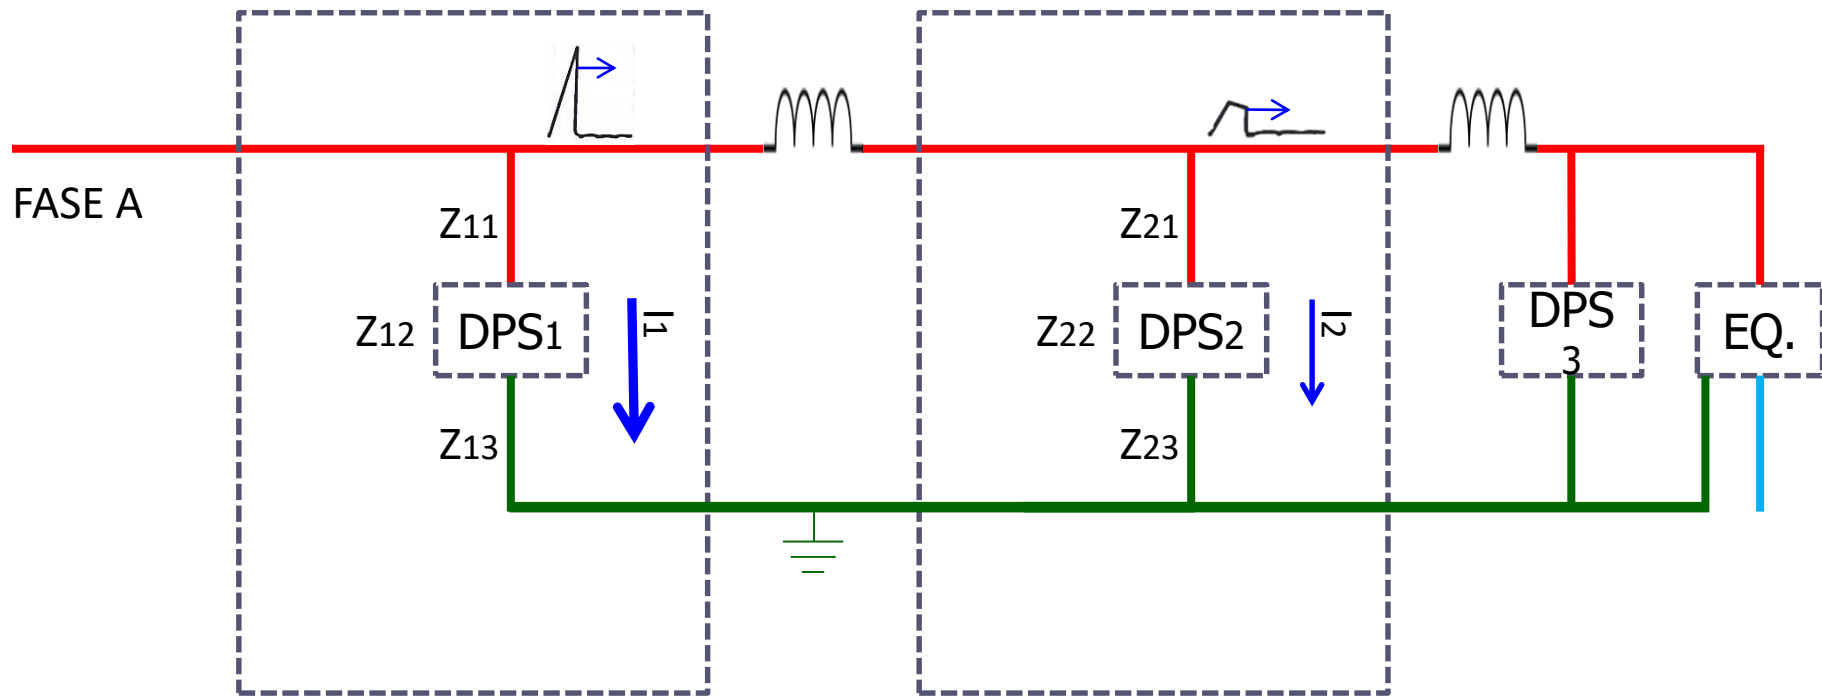 FASE A
Z11
Z12
DPS1
Z13
I1
Z21
Z22
DPS2
Z23
I2
DPS
3
EQ.